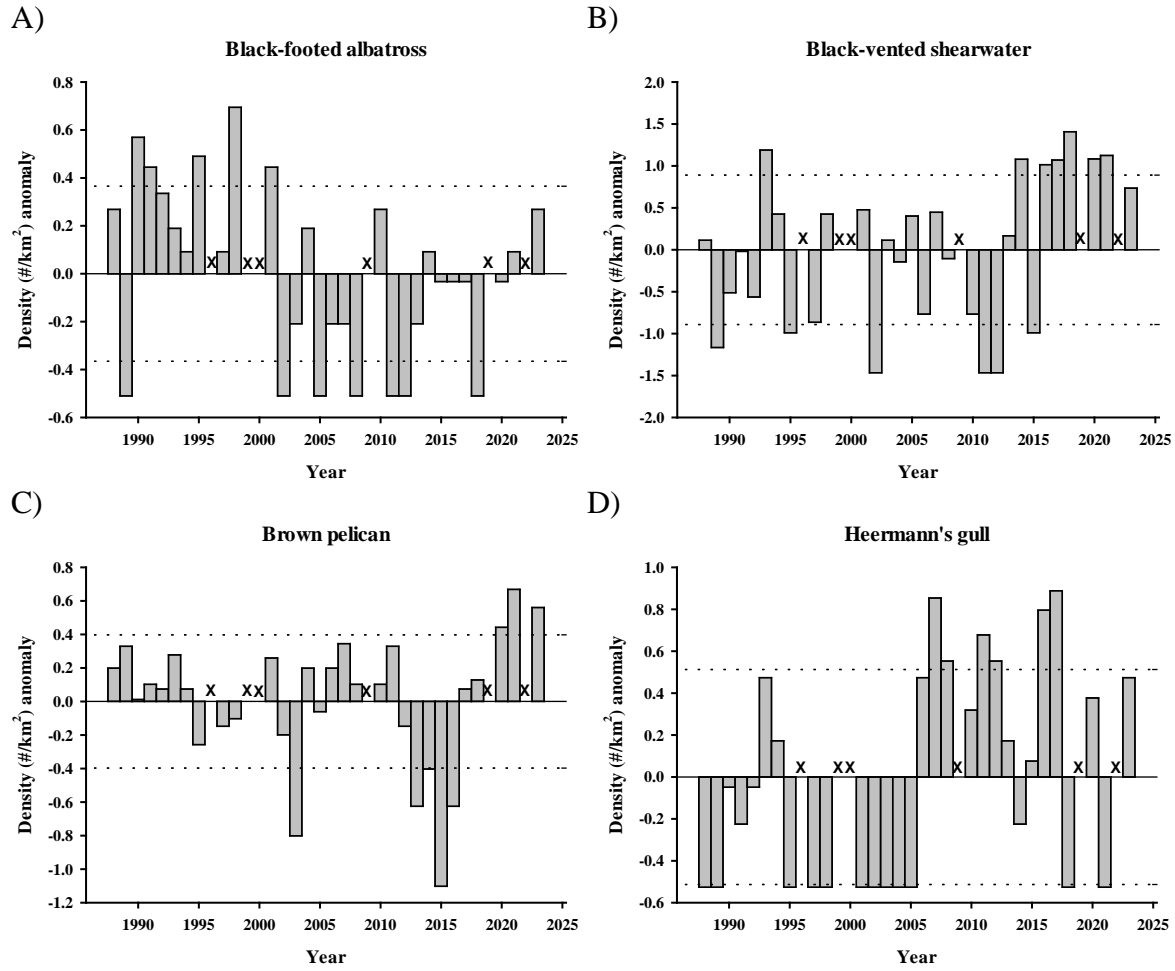 A)
Black-footed albatross
Density (#/km²) anomaly
0.8
0.6
0.4
0.2
0.0
-0.2
-0.4
-0.6
x x x x x x
1990 1995 2000 2005 2010 2015 2020 2025
Year
B)
Black-vented shearwater
Density (#/km²) anomaly
2.0
1.5
1.0
0.5
0.0
-0.5
-1.0
-1.5
-2.0
x x x x x x
1990 1995 2000 2005 2010 2015 2020 2025
Year
C)
Brown pelican
Density (#/km²) anomaly
0.8
0.6
0.4
0.2
0.0
-0.2
-0.4
-0.6
-0.8
-1.0
-1.2
x x x x x x
1990 1995 2000 2005 2010 2015 2020 2025
Year
D)
Heermann's gull
Density (#/km²) anomaly
1.0
0.8
0.6
0.4
0.2
0.0
-0.2
-0.4
-0.6
x x x x x x
1990 1995 2000 2005 2010 2015 2020 2025
Year